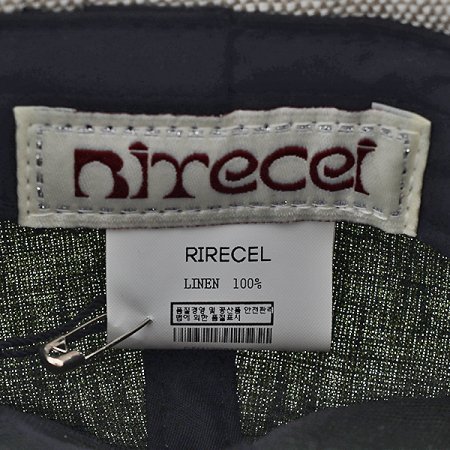 Rirecel
RIRECEL
LINEN 100%
품질경영 및 공산품 안전관리
법에 의한 품질표시